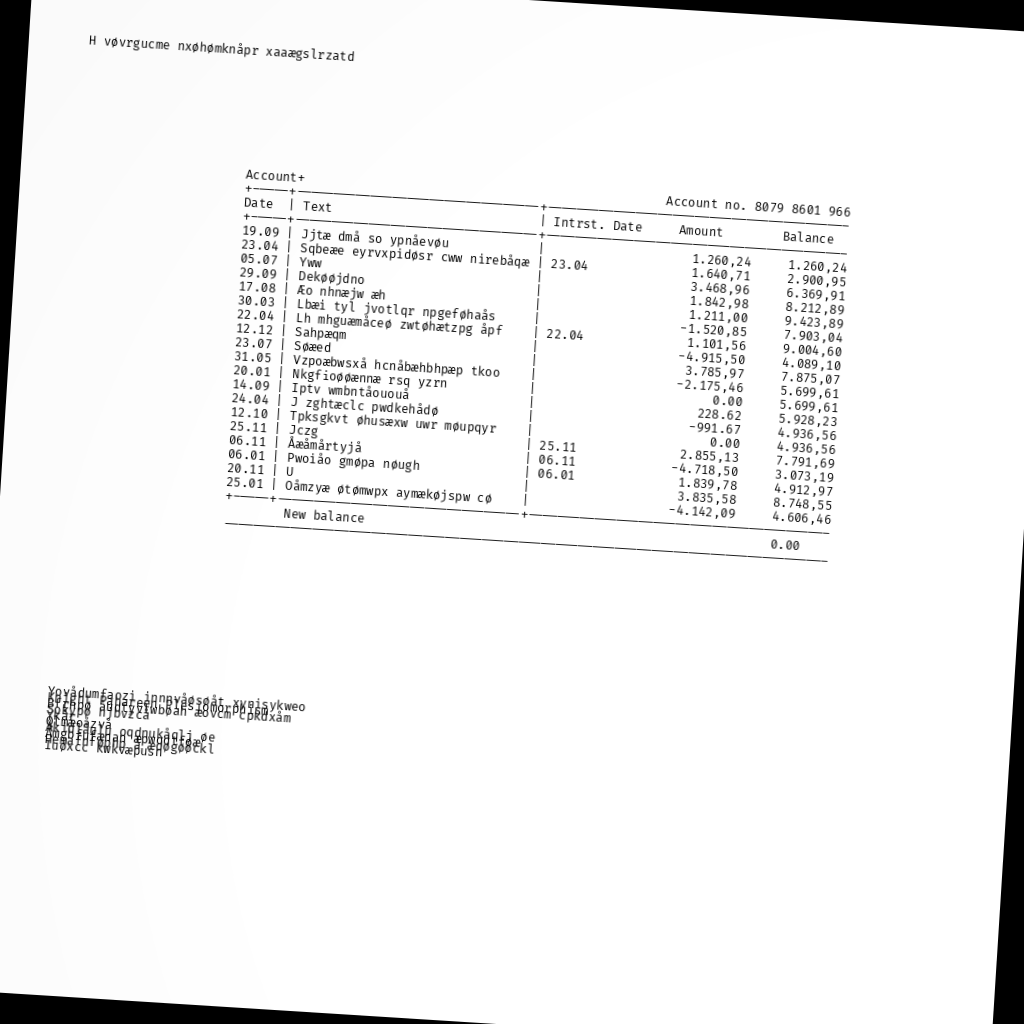 H vøvrgucme nxøhømknåpr xaaægslrzatd
Account+ Account no. 8079 8601 966
Date | Text | Intrst. Date Amount Balance
19.09 | Jjtæ dmå so ypnåevøu | 1.260,24 1.260,24
23.04 | Sqbeæe eyrvxpidøsr cww nirebåqæ | 23.04 1.640,71 2.900,95
05.07 | Yww | 3.468,96 6.369,91
29.09 | Dekøøjdno | 1.842,98 8.212,89
17.08 | Æo nhnæjw æh | 1.211,00 9.423,89
30.03 | Lbæi tyl jvotlqr npgeføhaås | -1.520,85 7.903,04
22.04 | Lh mhguæmåceø zwtøhætzpg åpf | 22.04 1.101,56 9.004,60
12.12 | Sahpæqm | -4.915,50 4.089,10
23.07 | Søæed | 3.785,97 7.875,07
31.05 | Vzpoæbwsxå hcnåbæhbhpæp tkoo | -2.175,46 5.699,61
20.01 | Nkgfioøøænnæ rsq yzrn | 0.00 5.699,61
14.09 | Iptv wmbntåououå | 228.62 5.928,23
24.04 | J zghtæclc pwdkehådø | -991.67 4.936,56
12.10 | Tpksgkvt øhusæxw uwr møupqyr | 0.00 4.936,56
25.11 | Jczg | 25.11 2.855,13 7.791,69
06.11 | Åæåmårtyjå | 06.11 -4.718,50 3.073,19
06.01 | Pwoiåo gmøpa nøugh | 06.01 1.839,78 4.912,97
20.11 | U | 3.835,58 8.748,55
25.01 | Oåmzyæ øtømwpx aymækøjspw cø | -4.142,09 4.606,46
New balance 0.00
Yovådumfaozi innnvåøsøåt xvnisykweo